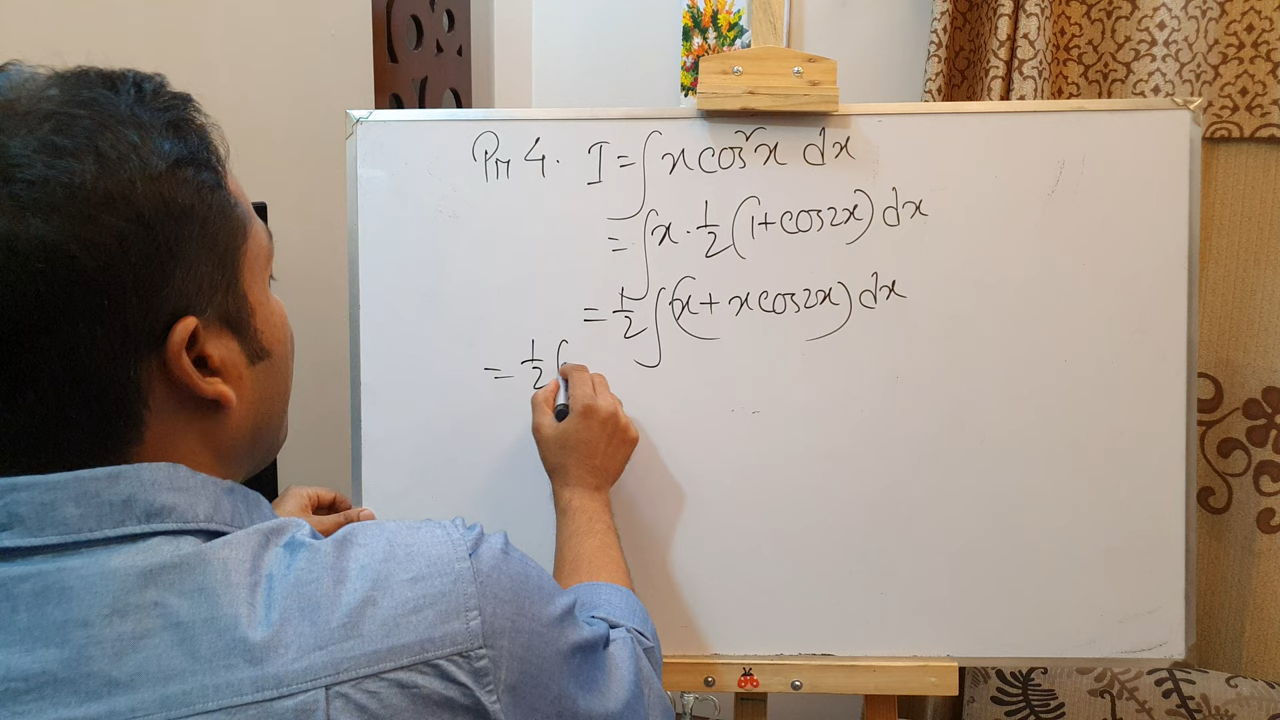 Pr 4. I = ∫ x cos²x dx
= ∫ x · 1/2 (1 + cos2x) dx
= 1/2 ∫ (x + x cos2x) dx
= 1/2 ∫